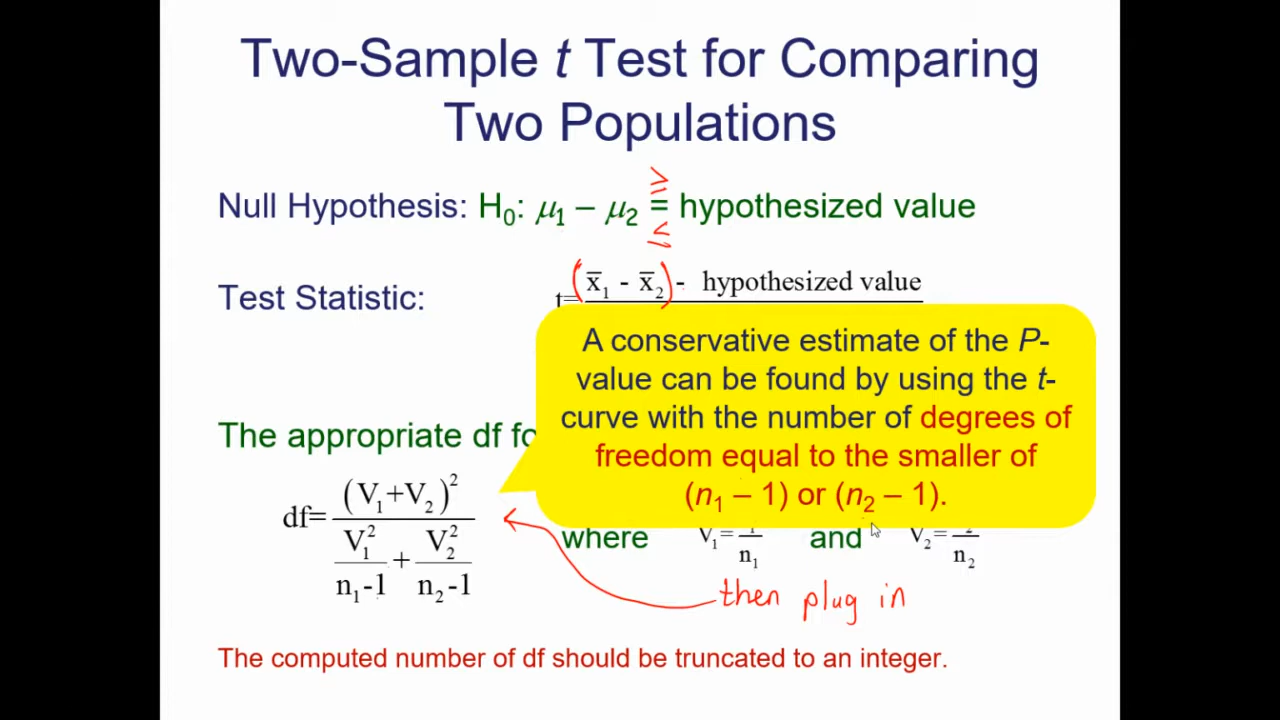 Two-Sample t Test for Comparing
Two Populations
≥
Null Hypothesis: H₀: μ₁ – μ₂ = hypothesized value
≤
Test Statistic: t= (x̄₁ - x̄₂) - hypothesized value
A conservative estimate of the P-
value can be found by using the t-
curve with the number of degrees of
freedom equal to the smaller of
(n₁ – 1) or (n₂ – 1).
The appropriate df
df= (V₁+V₂)²
V₁² + V₂²
n₁-1 n₂-1
where V₁= n₁ and V₂= n₂
then plug in
The computed number of df should be truncated to an integer.